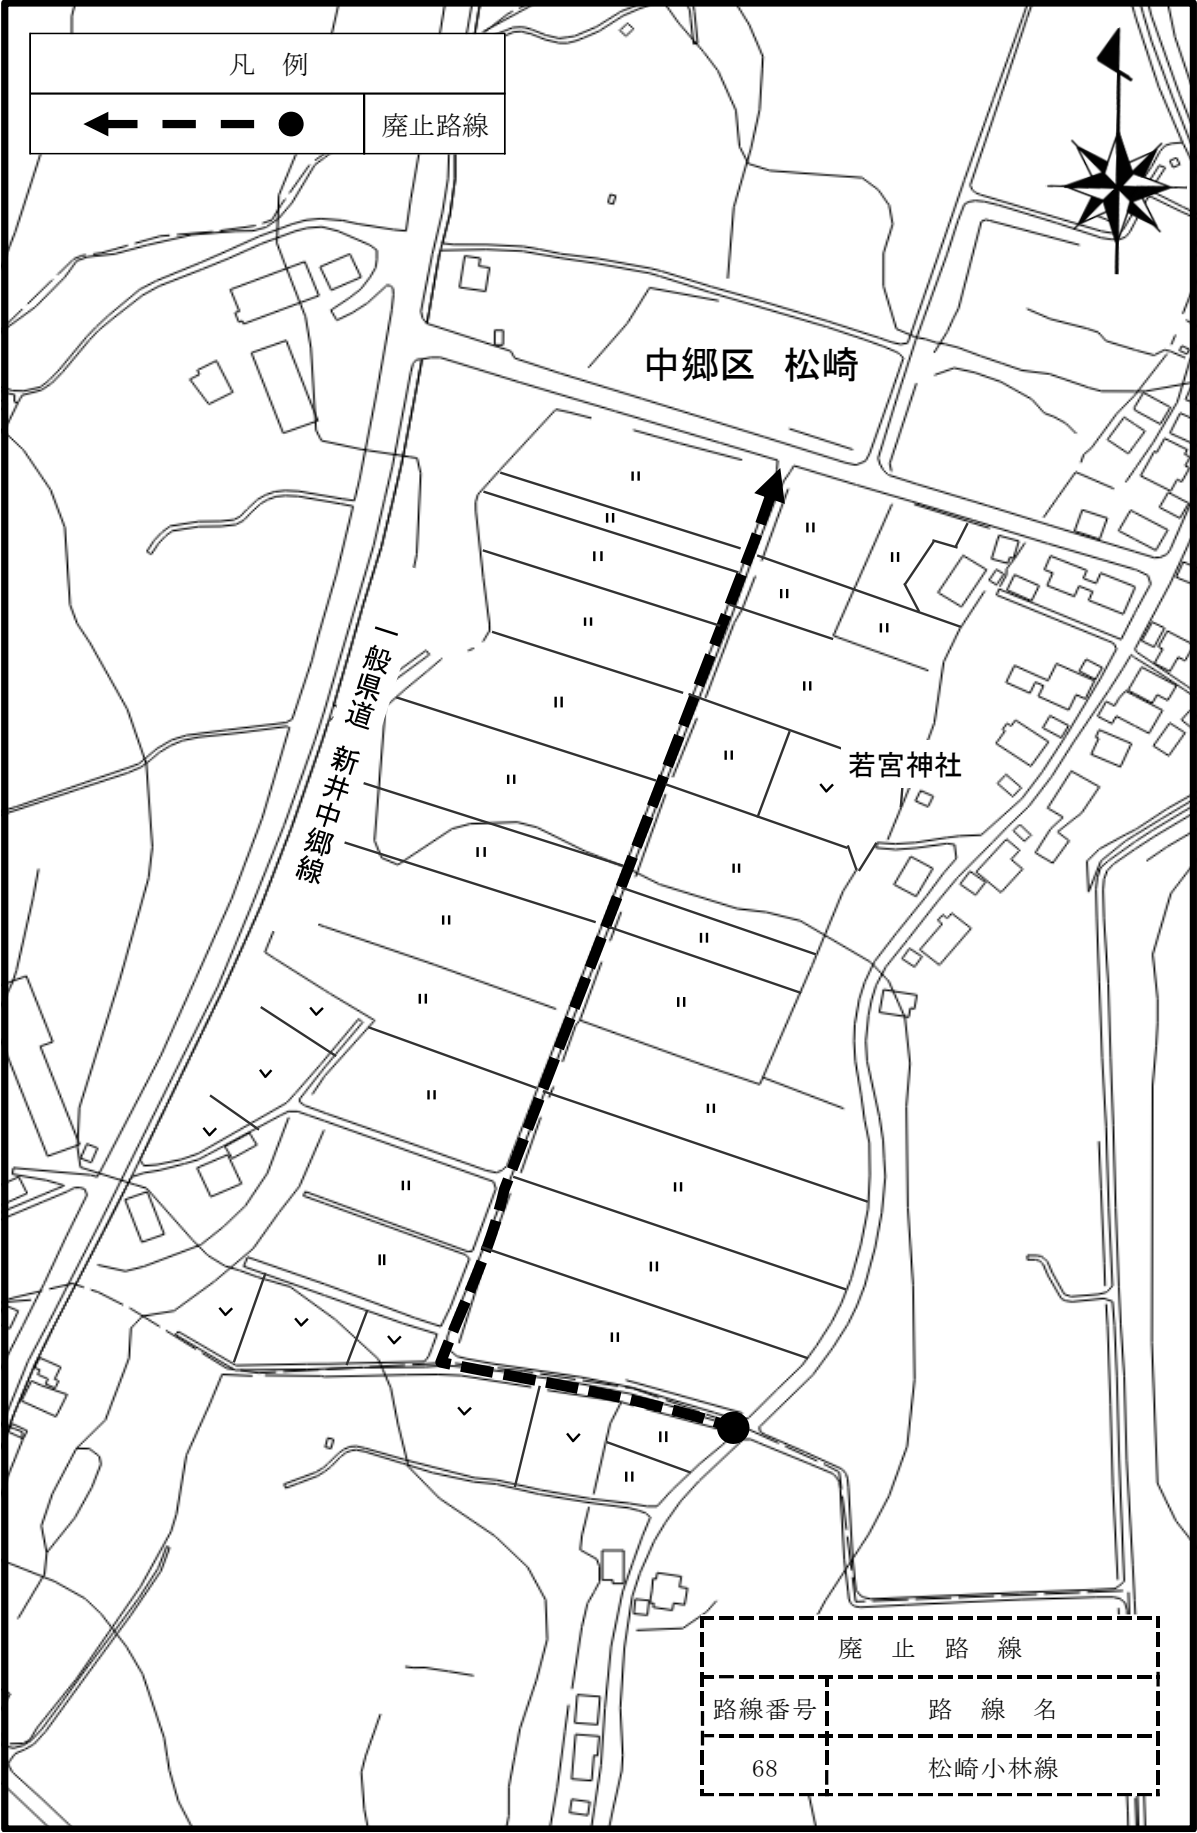 凡 例
廃止路線
中郷区 松崎
一般県道 新井中郷線
若宮神社
廃 止 路 線
路線番号 路 線 名
68 松崎小林線